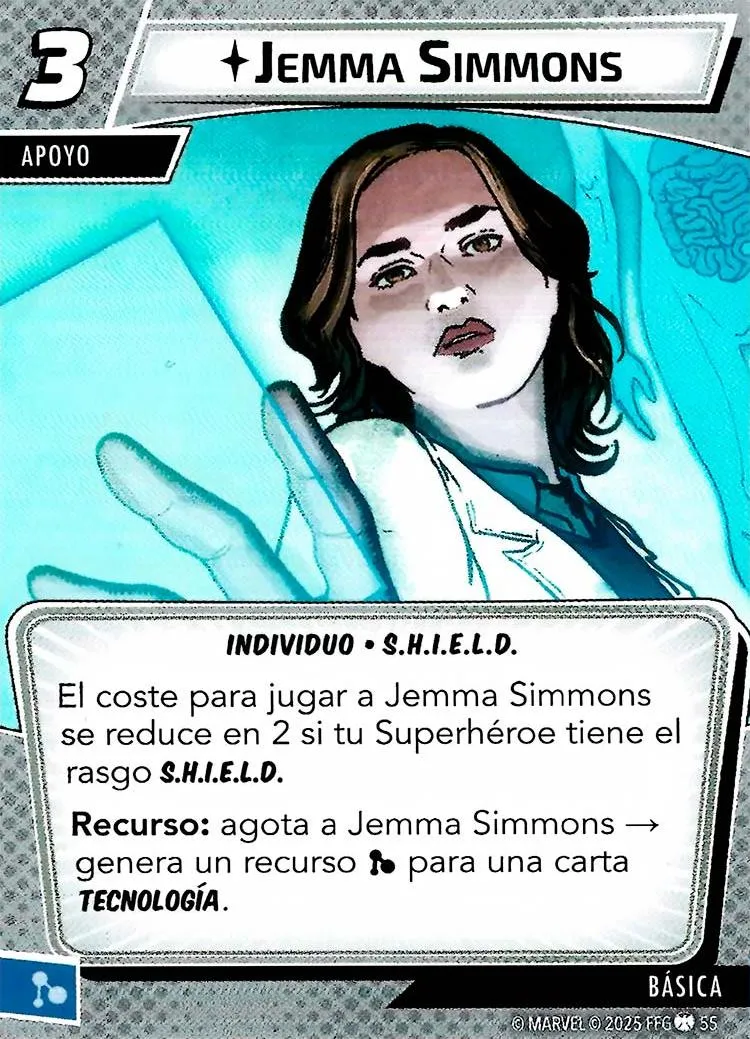 3
JEMMA SIMMONS
APOYO
INDIVIDUO • S.H.I.E.L.D.
El coste para jugar a Jemma Simmons
se reduce en 2 si tu Superhéroe tiene el
rasgo S.H.I.E.L.D.
Recurso: agota a Jemma Simmons →
genera un recurso para una carta
TECNOLOGÍA.
BÁSICA
© MARVEL © 2025 FFG 55